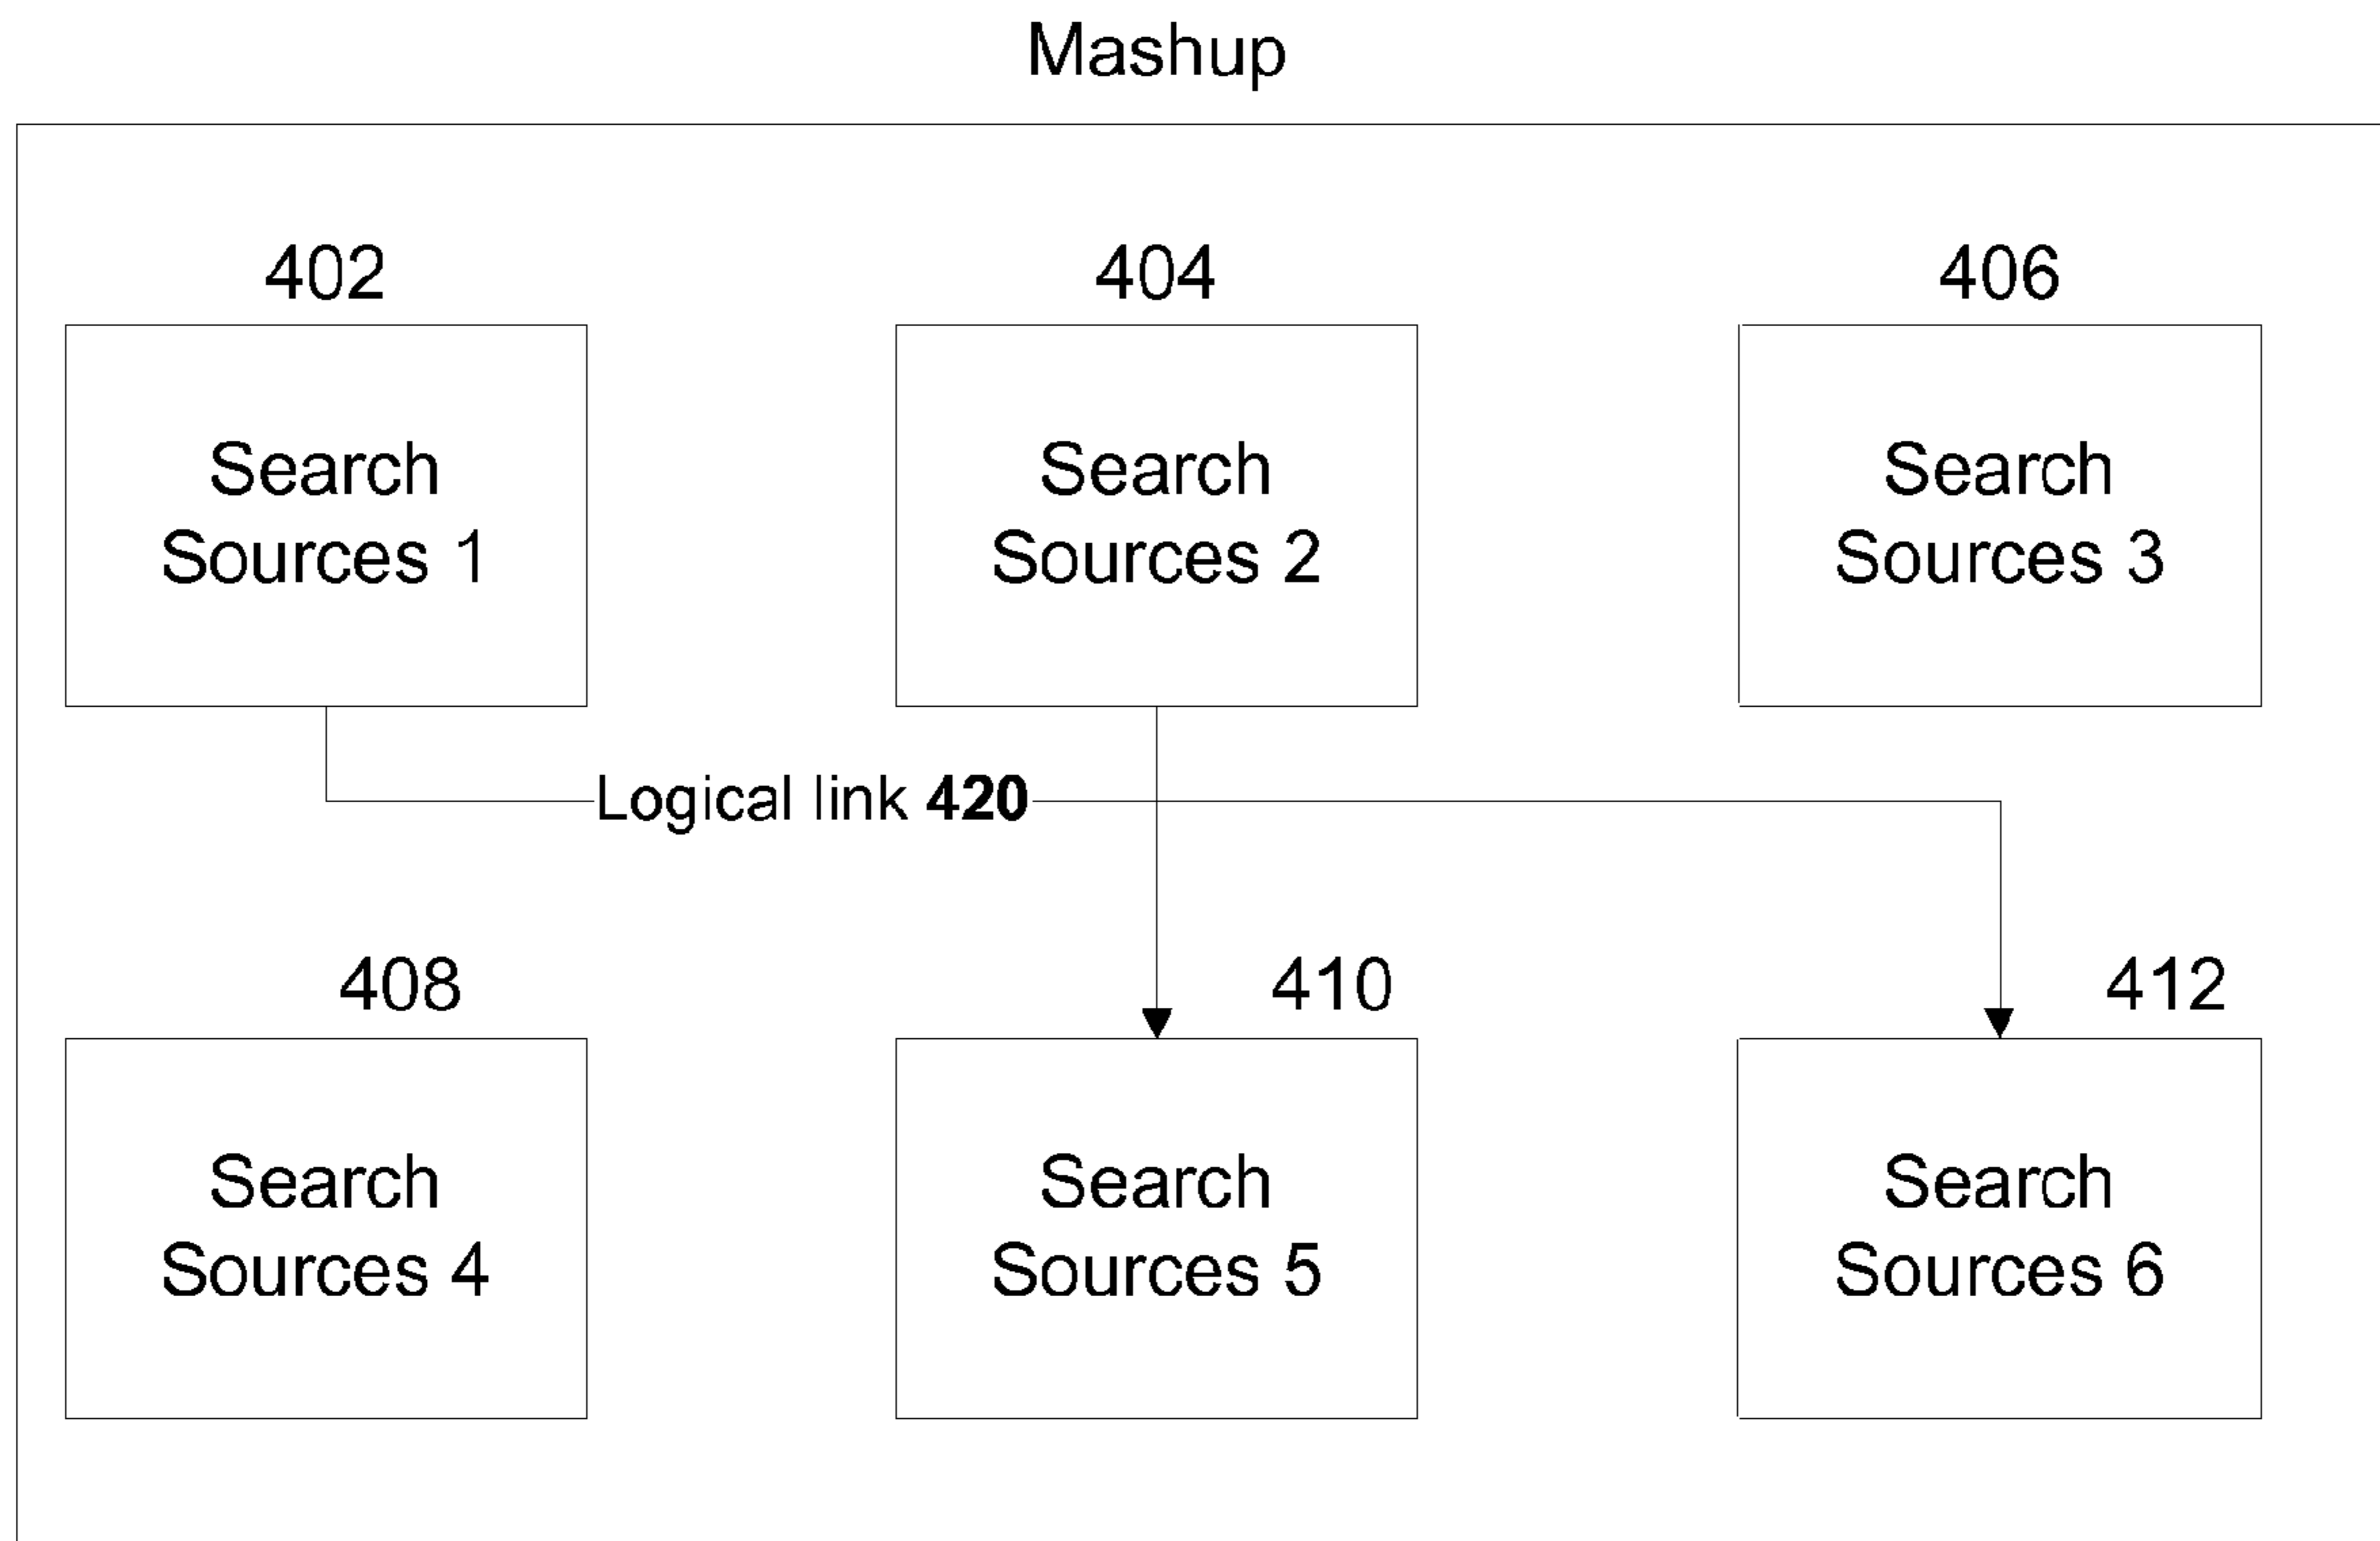 Mashup
402
404
406
Search
Sources 1
Search
Sources 2
Search
Sources 3
Logical link 420
408
410
412
Search
Sources 4
Search
Sources 5
Search
Sources 6